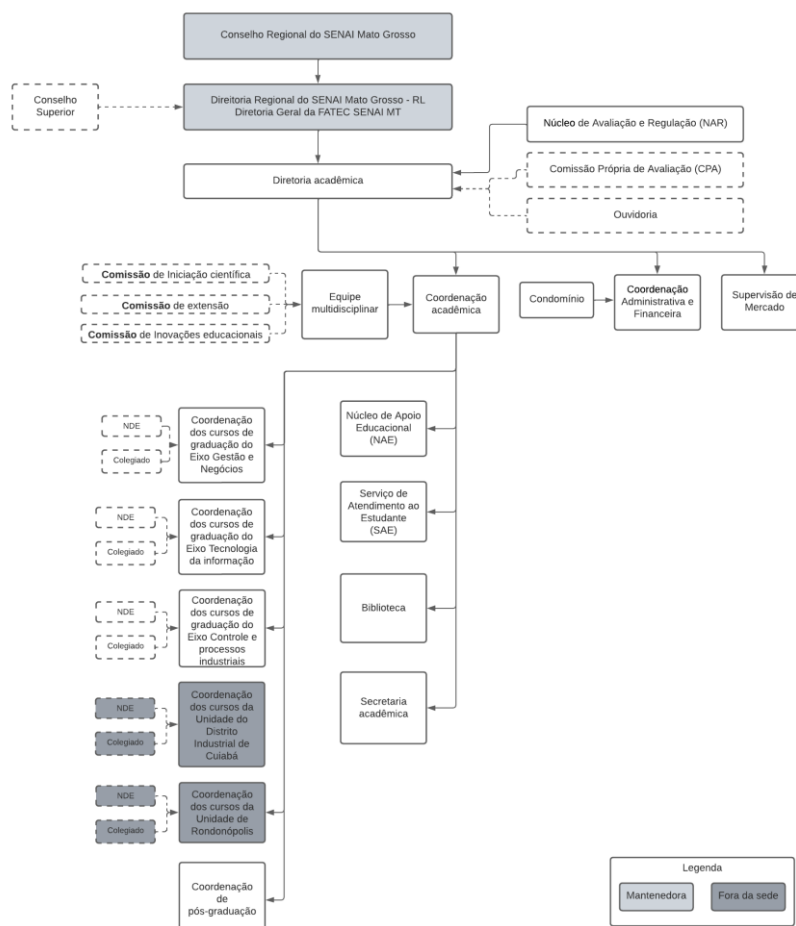 Conselho Regional do SENAI Mato Grosso
Conselho
Superior
Direitoria Regional do SENAI Mato Grosso - RL
Diretoria Geral da FATEC SENAI MT
Núcleo de Avaliação e Regulação (NAR)
Comissão Própria de Avaliação (CPA)
Diretoria acadêmica
Ouvidoria
Comissão de Iniciação científica
Comissão de extensão
Comissão de Inovações educacionais
Equipe
multidisciplinar
Coordenação
acadêmica
Condomínio
Coordenação
Administrativa e
Financeira
Supervisão de
Mercado
NDE
Colegiado
Coordenação
dos cursos de
graduação do
Eixo Gestão e
Negócios
Núcleo de Apoio
Educacional
(NAE)
NDE
Colegiado
Coordenação
dos cursos de
graduação do
Eixo Tecnologia
da informação
Serviço de
Atendimento ao
Estudante
(SAE)
NDE
Colegiado
Coordenação
dos cursos de
graduação do
Eixo Controle e
processos
industriais
Biblioteca
NDE
Colegiado
Coordenação
dos cursos da
Unidade do
Distrito
Industrial de
Cuiabá
Secretaria
acadêmica
NDE
Colegiado
Coordenação
dos cursos da
Unidade de
Rondonópolis
Coordenação
de
pós-graduação
Legenda
Mantenedora
Fora da sede